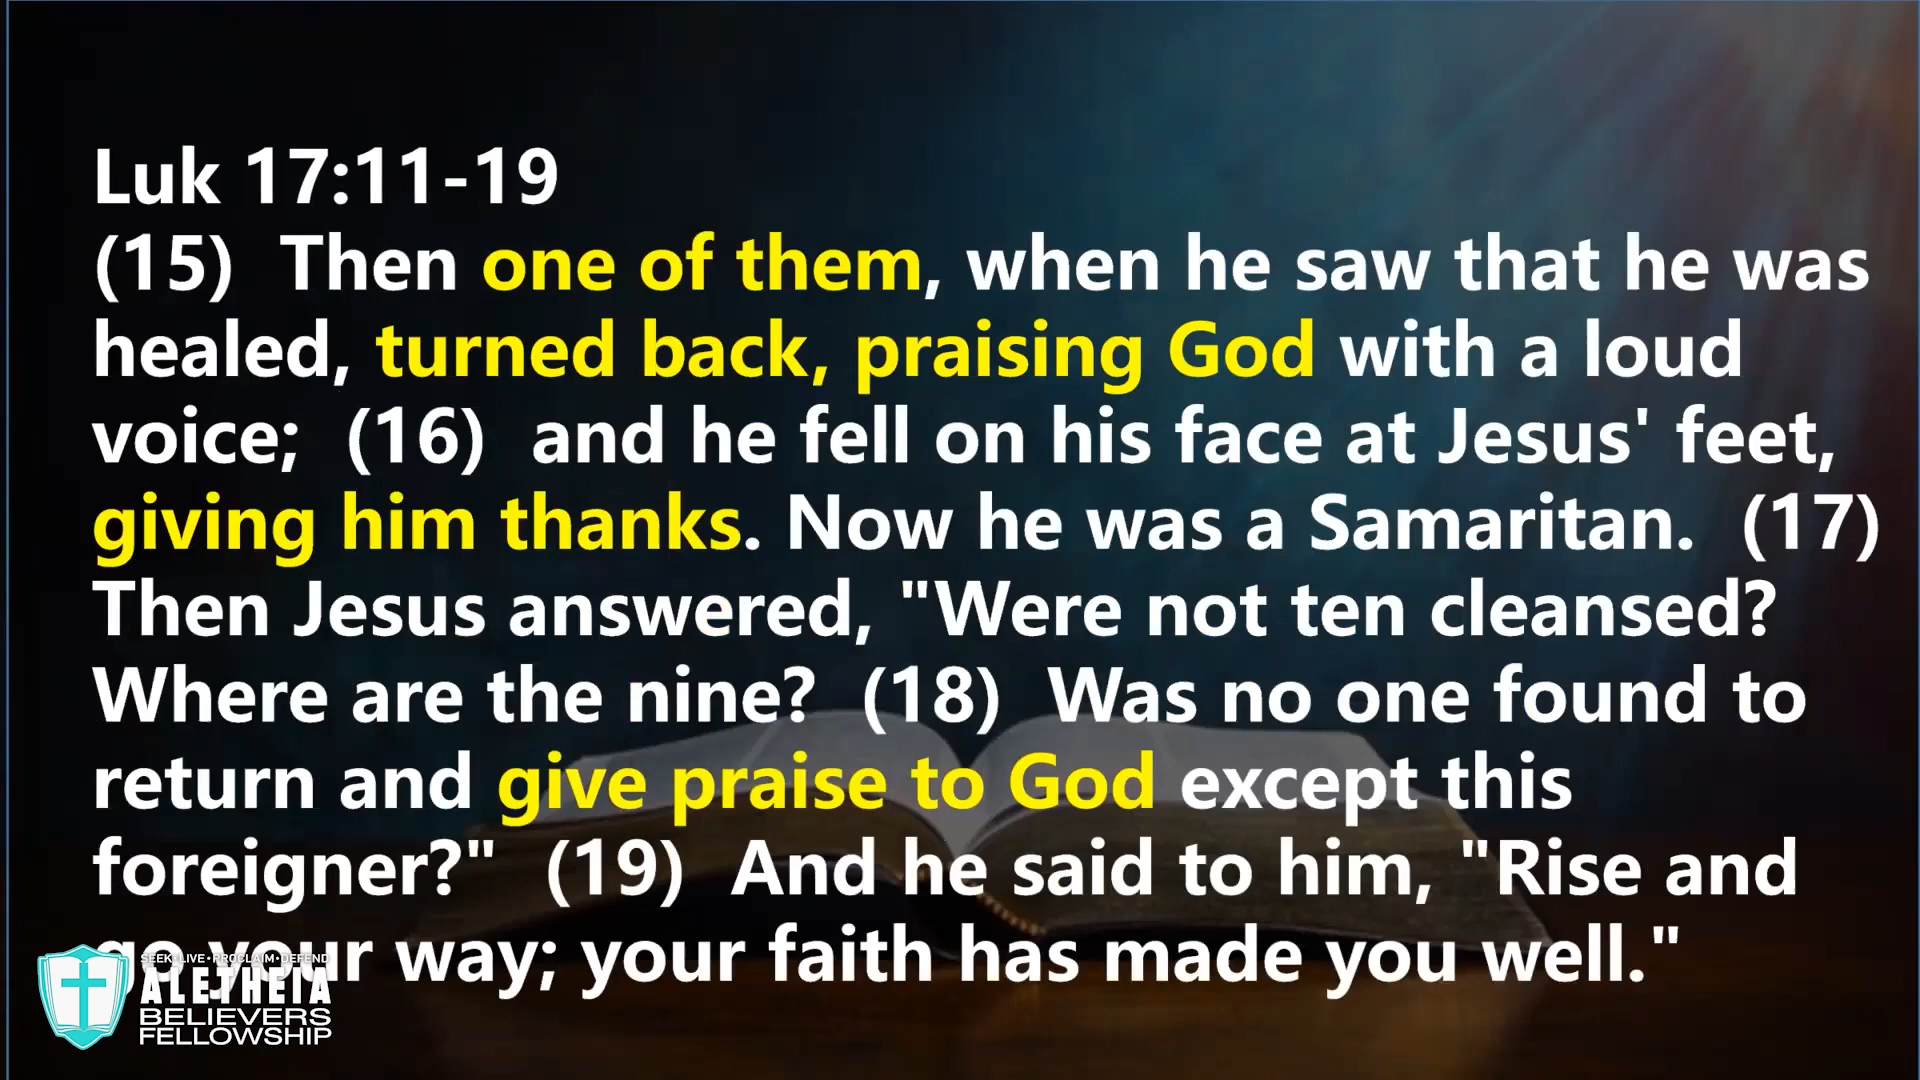 Luk 17:11-19
(15)  Then one of them, when he saw that he was
healed, turned back, praising God with a loud
voice;  (16)  and he fell on his face at Jesus' feet,
giving him thanks. Now he was a Samaritan.  (17)
Then Jesus answered, "Were not ten cleansed?
Where are the nine?  (18)  Was no one found to
return and give praise to God except this
foreigner?"  (19)  And he said to him, "Rise and
go your way; your faith has made you well."
SEEK•LIVE•PROCLAIM•DEFEND
ALETHEIA
BELIEVERS
FELLOWSHIP